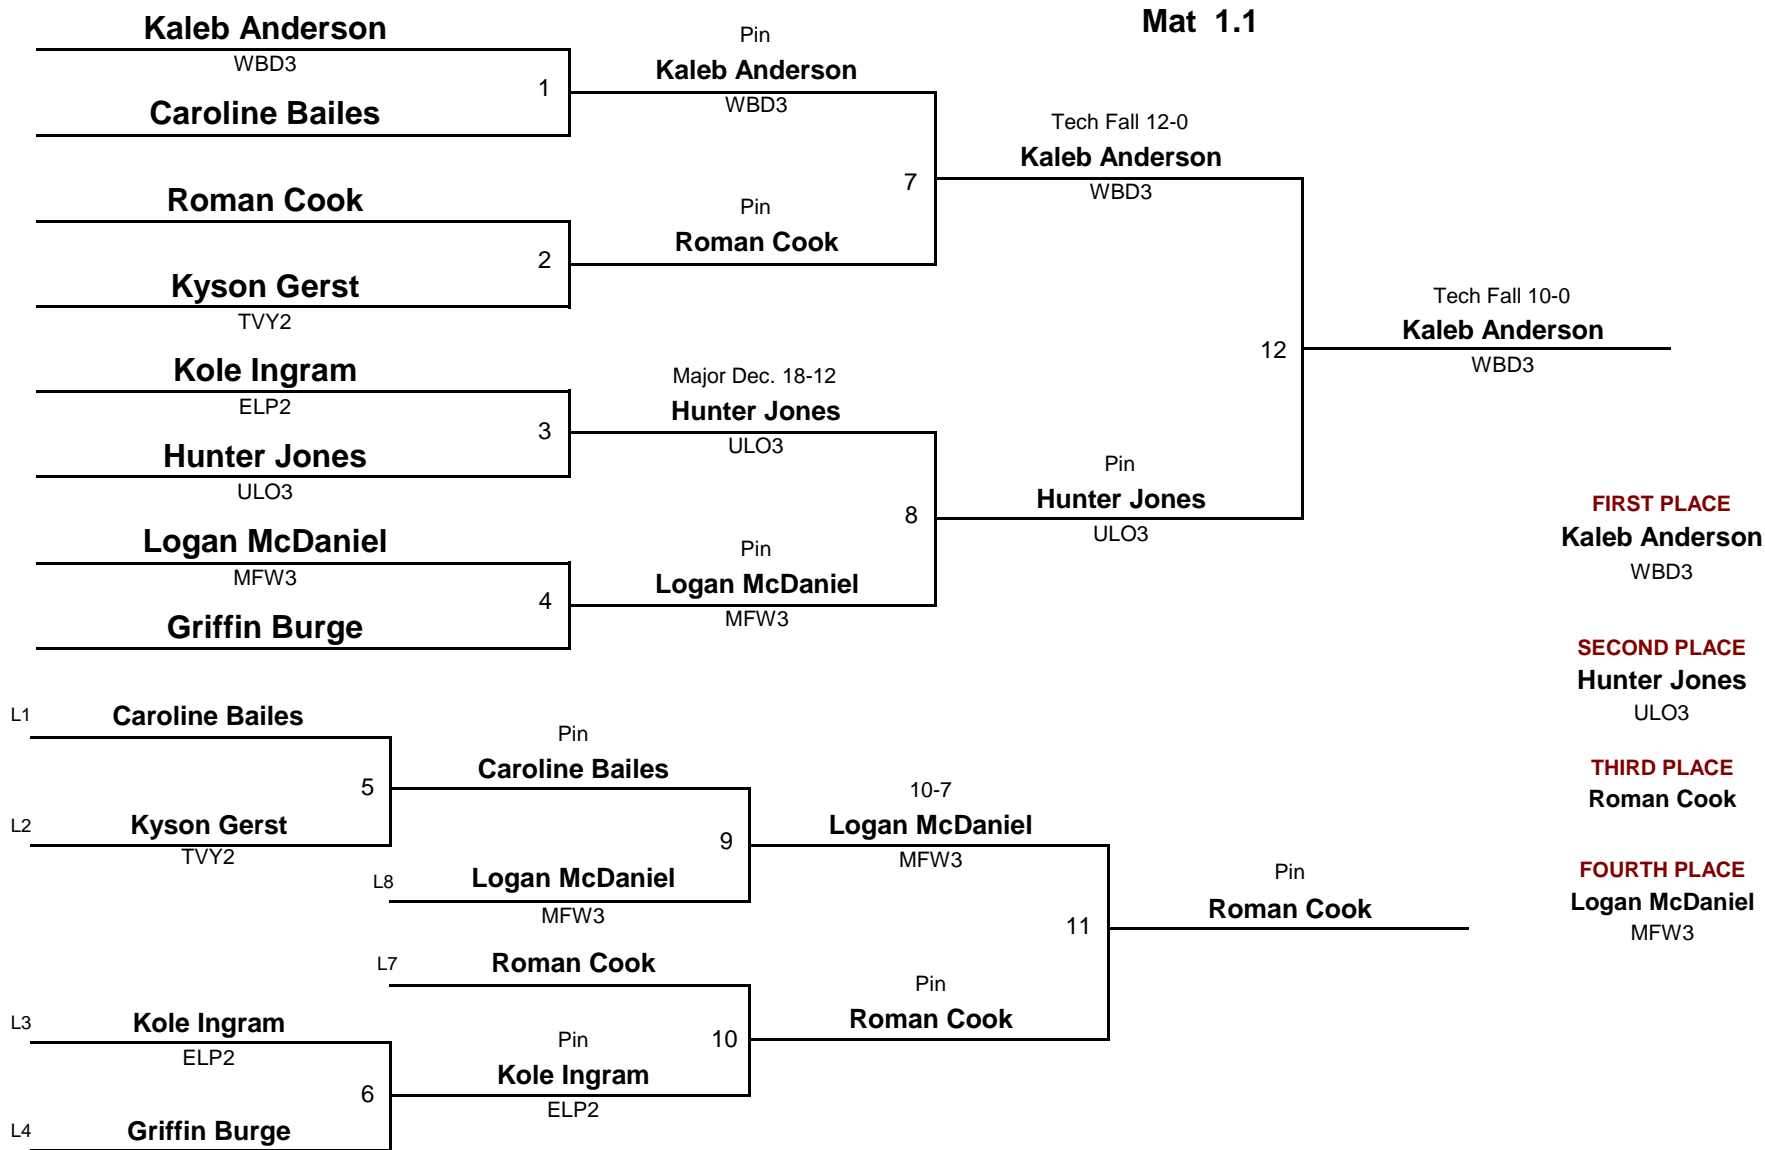 Mat 1.1
Kaleb Anderson
WBD3
1
Caroline Bailes
Pin
Kaleb Anderson
WBD3
Roman Cook
2
Kyson Gerst
TVY2
Pin
Roman Cook
7
Tech Fall 12-0
Kaleb Anderson
WBD3
Kole Ingram
ELP2
3
Hunter Jones
ULO3
Major Dec. 18-12
Hunter Jones
ULO3
Logan McDaniel
MFW3
4
Griffin Burge
Pin
Logan McDaniel
MFW3
8
Pin
Hunter Jones
ULO3
12
Tech Fall 10-0
Kaleb Anderson
WBD3
FIRST PLACE
Kaleb Anderson
WBD3
SECOND PLACE
Hunter Jones
ULO3
THIRD PLACE
Roman Cook
FOURTH PLACE
Logan McDaniel
MFW3
L1
Caroline Bailes
5
L2
Kyson Gerst
TVY2
Pin
Caroline Bailes
9
L8
Logan McDaniel
MFW3
10-7
Logan McDaniel
MFW3
L7
Roman Cook
10
L3
Kole Ingram
ELP2
6
L4
Griffin Burge
Pin
Kole Ingram
ELP2
Pin
Roman Cook
11
Pin
Roman Cook